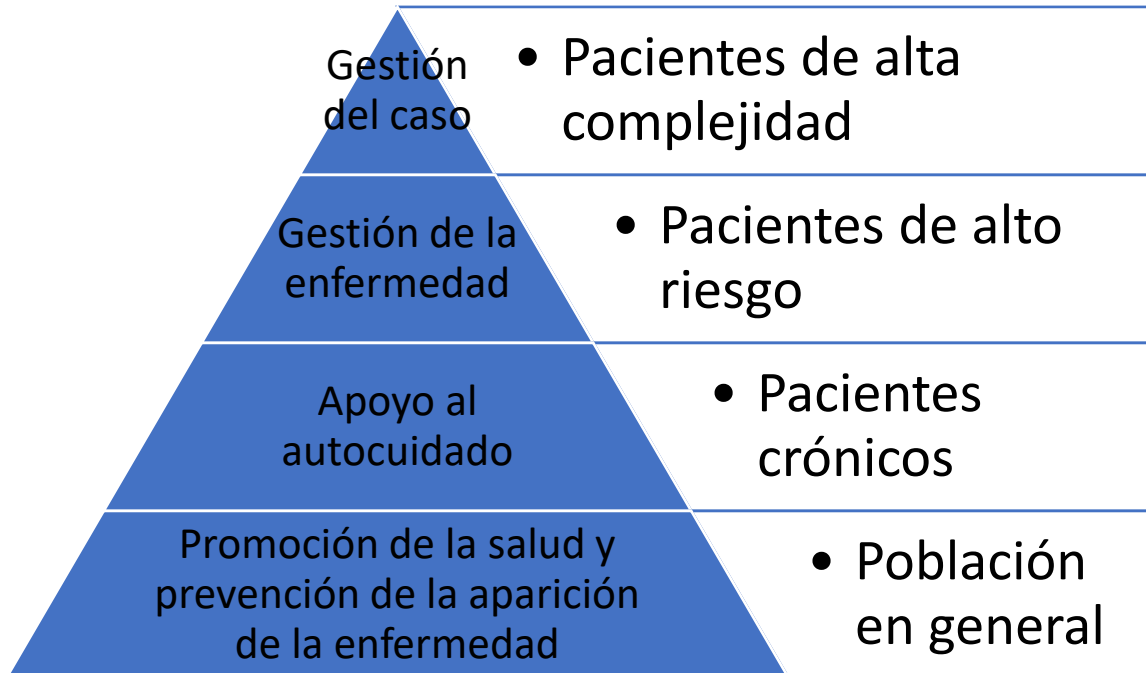 Gestión
del caso
• Pacientes de alta
complejidad
Gestión de la
enfermedad
• Pacientes de alto
riesgo
Apoyo al
autocuidado
• Pacientes
crónicos
Promoción de la salud y
prevención de la aparición
de la enfermedad
• Población
en general